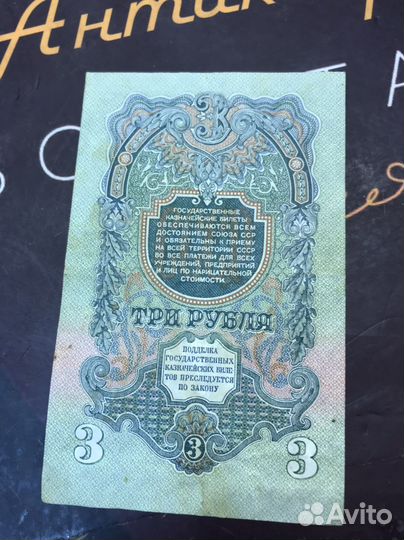 Антик
3
ГОСУДАРСТВЕННЫЕ
КАЗНАЧЕЙСКИЕ БИЛЕТЫ
ОБЕСПЕЧИВАЮТСЯ ВСЕМ
ДОСТОЯНИЕМ СОЮЗА ССР
И ОБЯЗАТЕЛЬНЫ К ПРИЕМУ
НА ВСЕЙ ТЕРРИТОРИИ СССР
ВО ВСЕ ПЛАТЕЖИ ДЛЯ ВСЕХ
УЧРЕЖДЕНИЙ, ПРЕДПРИЯТИЙ
И ЛИЦ ПО НАРИЦАТЕЛЬНОЙ
СТОИМОСТИ.
ТРИ РУБЛЯ
ПОДДЕЛКА
ГОСУДАРСТВЕННЫХ
КАЗНАЧЕЙСКИХ БИЛЕ-
ТОВ ПРЕСЛЕДУЕТСЯ
ПО ЗАКОНУ
3 3 3
Avito